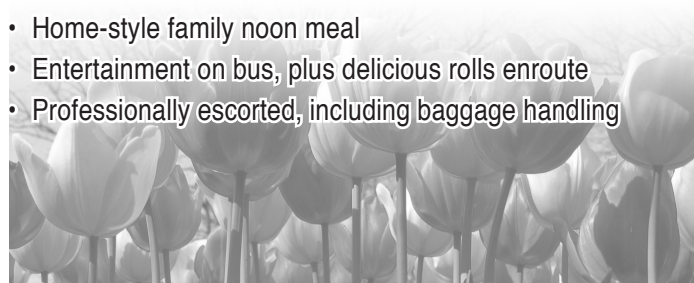 • Home-style family noon meal
• Entertainment on bus, plus delicious rolls enroute
• Professionally escorted, including baggage handling